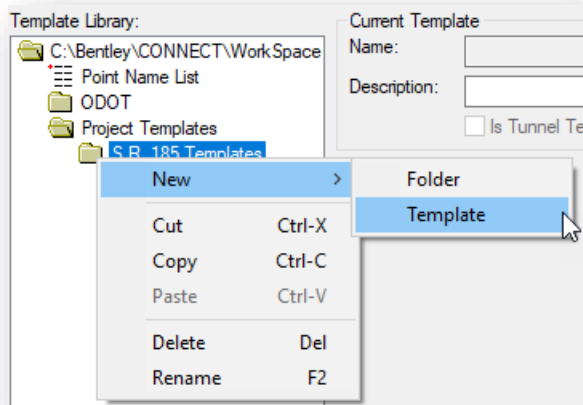 Template Library:
C:\Bentley\CONNECT\WorkSpace
Point Name List
ODOT
Project Templates
S.R. 185 Templates
Current Template
Name:
Description:
Is Tunnel Te
New >
Folder
Template
Cut Ctrl-X
Copy Ctrl-C
Paste Ctrl-V
Delete Del
Rename F2